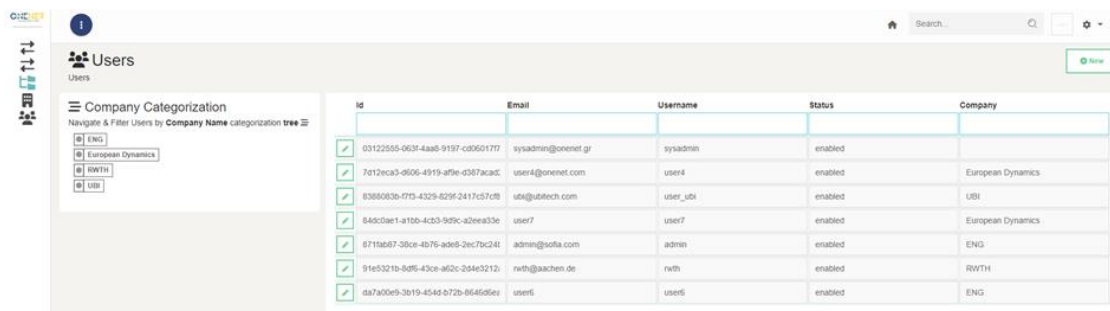 ONENET
Search...
Users
Users
New
Company Categorization
Navigate & Filter Users by Company Name categorization tree
ENG
European Dynamics
RWTH
UBI
Id Email Username Status Company
03122555-063f-4aa8-9197-cd06017f7 sysadmin@onenet.gr sysadmin enabled
7d12eca3-d606-4919-af9e-d387acad2 user4@onenet.com user4 enabled European Dynamics
8388083b-f7f3-4329-829f-2417c57cf8 ubi@ubitech.com user_ubi enabled UBI
84dc0ae1-a1bb-4cb3-9d9c-a2eea33e user7 user7 enabled European Dynamics
871fab87-38ce-4b76-ade8-2ec7bc24t admin@sofia.com admin enabled ENG
91e5321b-8df6-43ce-a62c-2d4e3212 rwth@aachen.de rwth enabled RWTH
da7a00e9-3b19-454d-b72b-8646d6ea user6 user6 enabled ENG